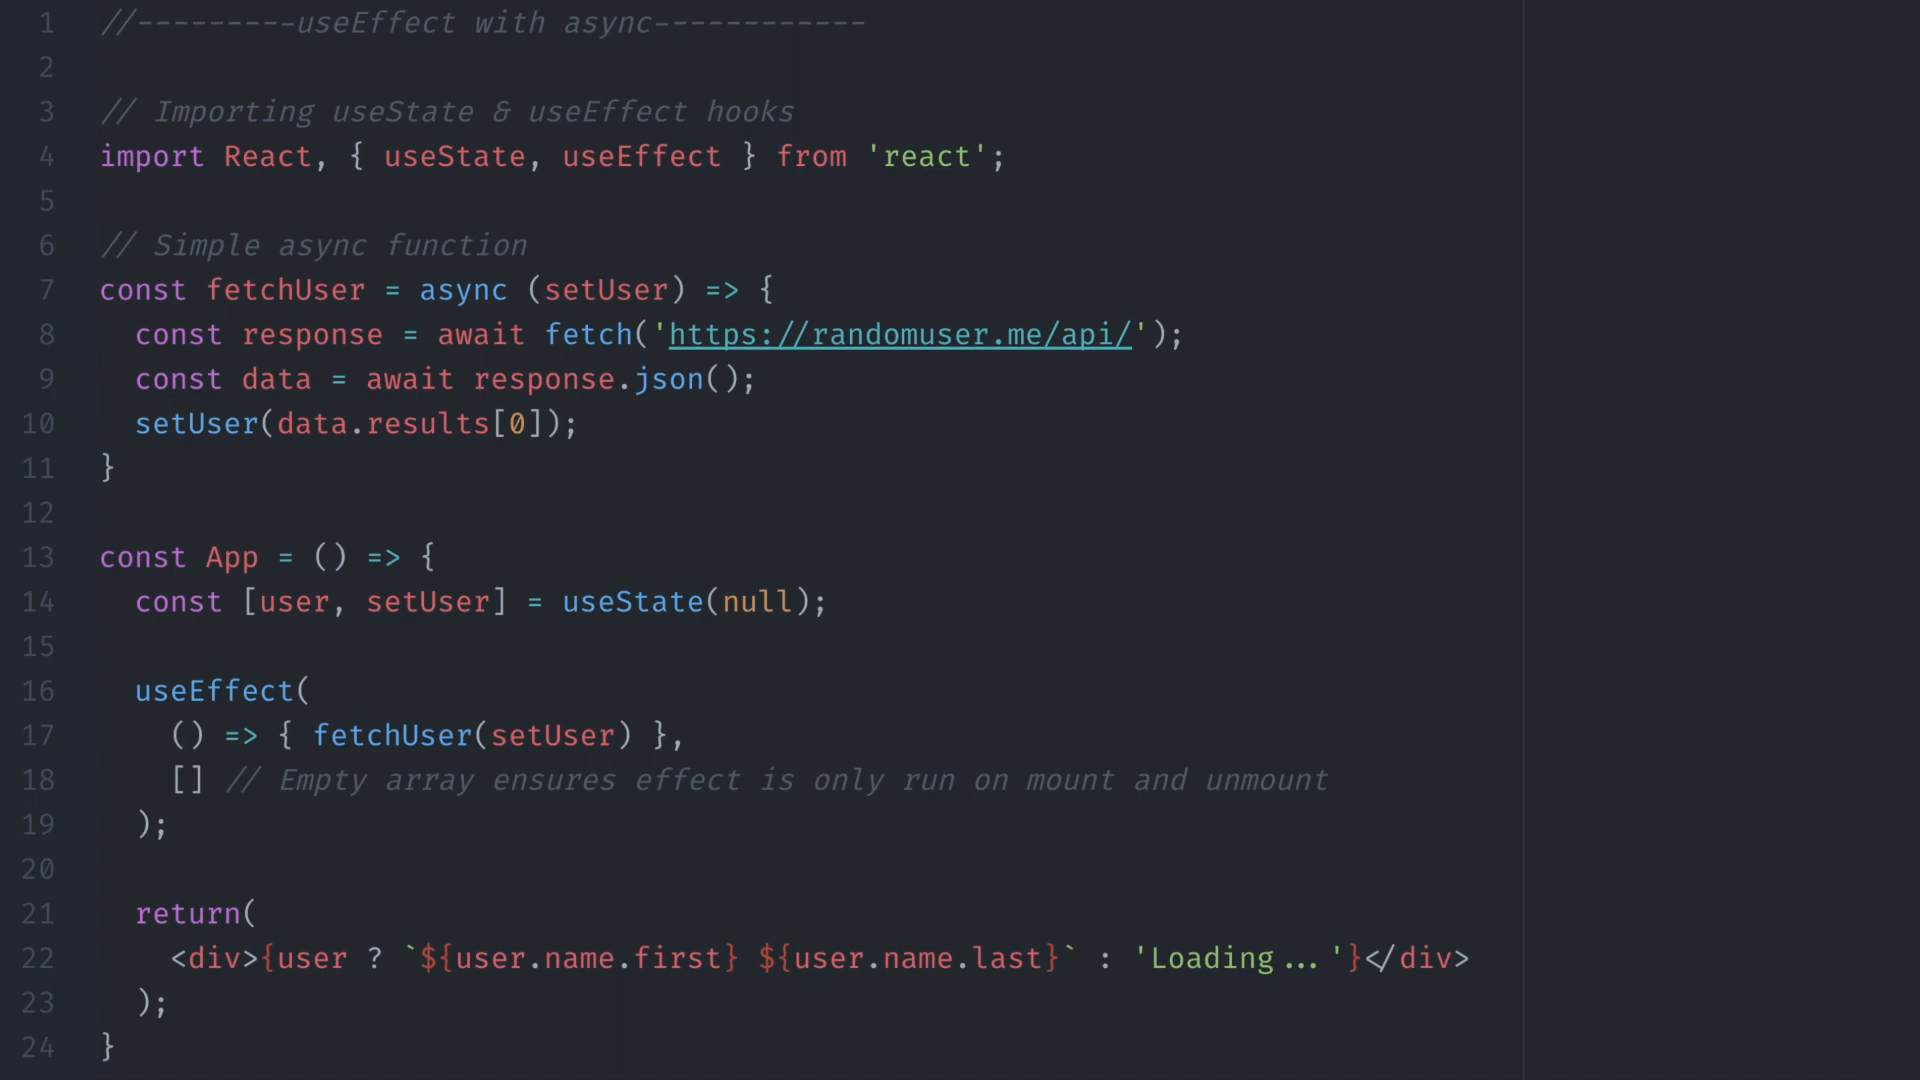 1 //---------useEffect with async------------
2
3 // Importing useState & useEffect hooks
4 import React, { useState, useEffect } from 'react';
5
6 // Simple async function
7 const fetchUser = async (setUser) => {
8   const response = await fetch('https://randomuser.me/api/');
9   const data = await response.json();
10   setUser(data.results[0]);
11 }
12
13 const App = () => {
14   const [user, setUser] = useState(null);
15
16   useEffect(
17     () => { fetchUser(setUser) },
18     [] // Empty array ensures effect is only run on mount and unmount
19   );
20
21   return(
22     <div>{user ? `${user.name.first} ${user.name.last}` : 'Loading...'}</div>
23   );
24 }